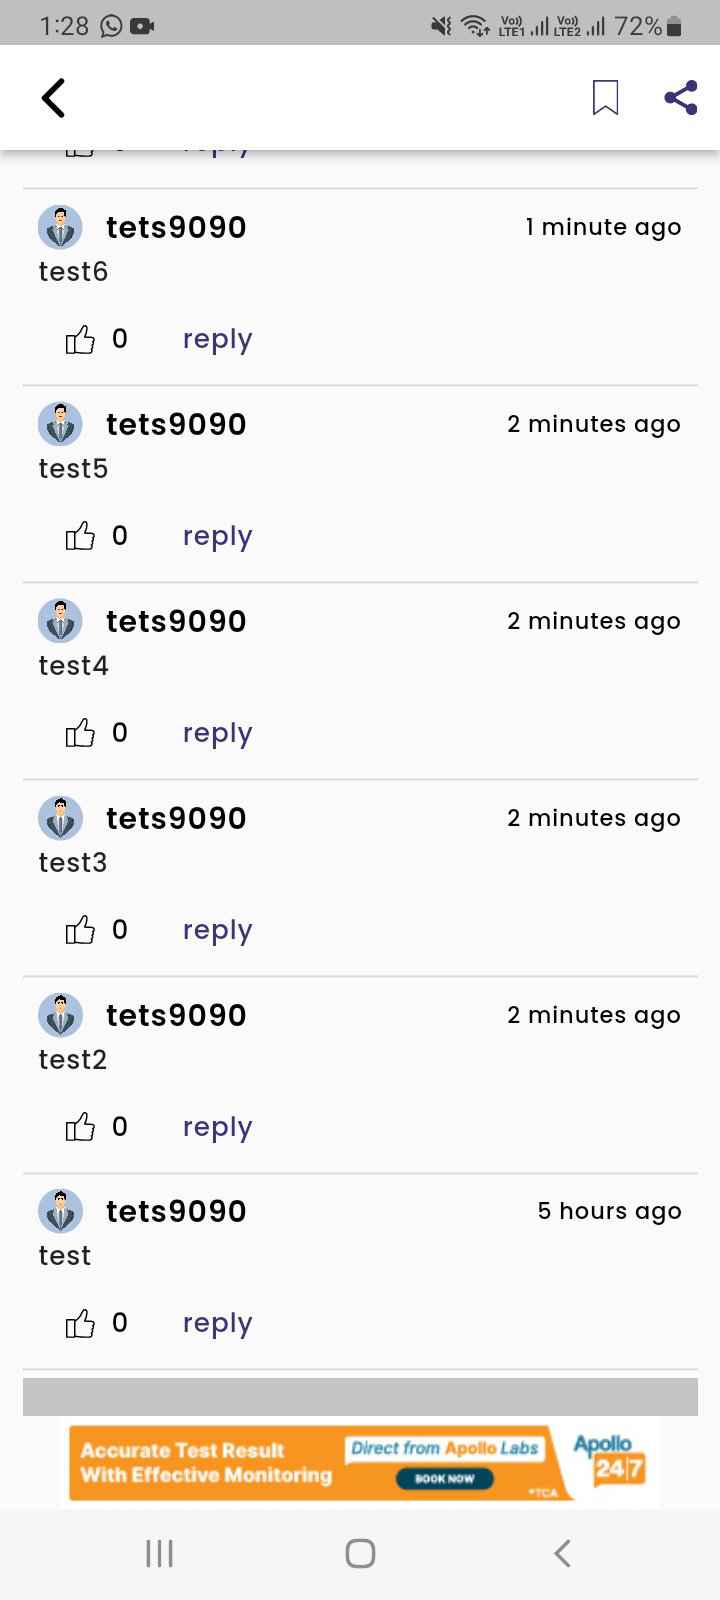 1:28 Vo) LTE1 Vo) LTE2 72%
reply
tets9090 1 minute ago
test6
0 reply
tets9090 2 minutes ago
test5
0 reply
tets9090 2 minutes ago
test4
0 reply
tets9090 2 minutes ago
test3
0 reply
tets9090 2 minutes ago
test2
0 reply
tets9090 5 hours ago
test
0 reply
Accurate Test Result
With Effective Monitoring
Direct from Apollo Labs
BOOK NOW
*TCA
Apollo
24|7